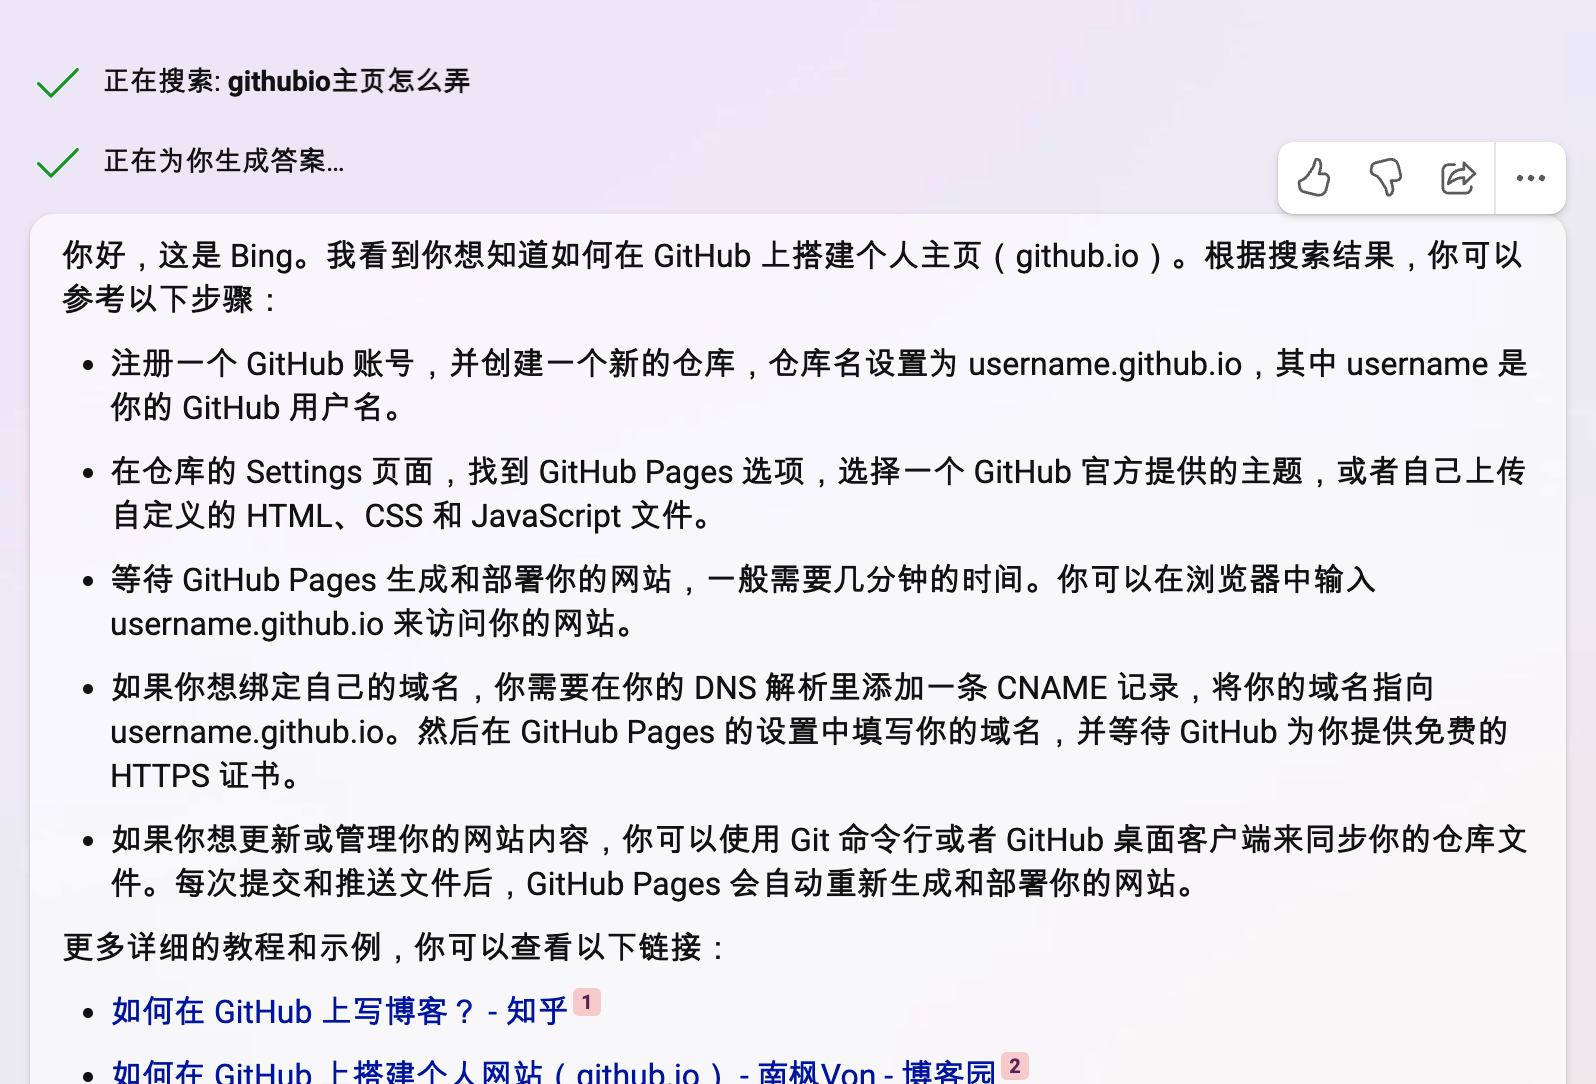 正在搜索: githubio主页怎么弄
正在为你生成答案...
你好，这是 Bing。我看到你想知道如何在 GitHub 上搭建个人主页（github.io）。根据搜索结果，你可以
参考以下步骤：
• 注册一个 GitHub 账号，并创建一个新的仓库，仓库名设置为 username.github.io，其中 username 是
你的 GitHub 用户名。
• 在仓库的 Settings 页面，找到 GitHub Pages 选项，选择一个 GitHub 官方提供的主题，或者自己上传
自定义的 HTML、CSS 和 JavaScript 文件。
• 等待 GitHub Pages 生成和部署你的网站，一般需要几分钟的时间。你可以在浏览器中输入
username.github.io 来访问你的网站。
• 如果你想绑定自己的域名，你需要在你的 DNS 解析里添加一条 CNAME 记录，将你的域名指向
username.github.io。然后在 GitHub Pages 的设置中填写你的域名，并等待 GitHub 为你提供免费的
HTTPS 证书。
• 如果你想更新或管理你的网站内容，你可以使用 Git 命令行或者 GitHub 桌面客户端来同步你的仓库文
件。每次提交和推送文件后，GitHub Pages 会自动重新生成和部署你的网站。
更多详细的教程和示例，你可以查看以下链接：
• 如何在 GitHub 上写博客？ - 知乎 1
• 如何在 GitHub 上搭建个人网站（github.io） - 南枫Von - 博客园 2